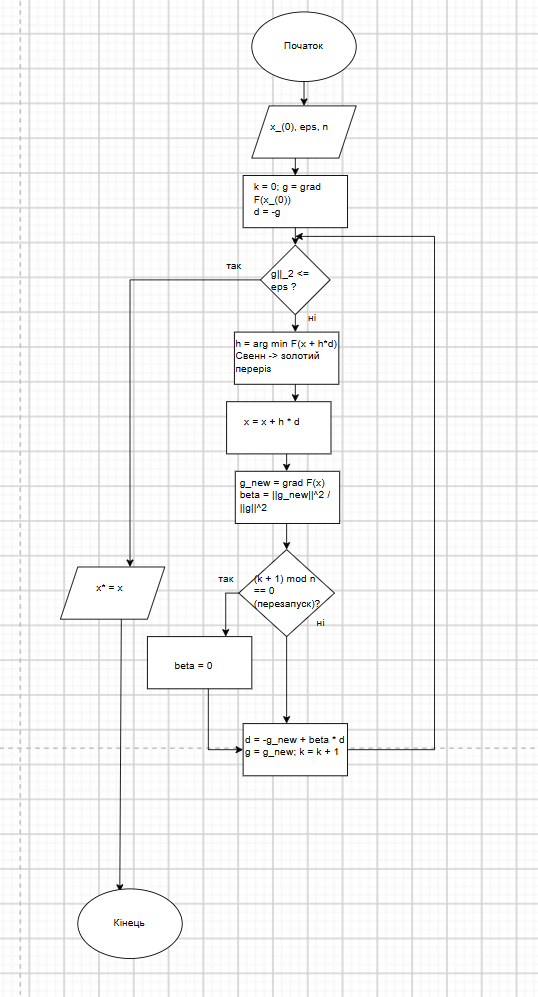 Початок
x_(0), eps, n
k = 0; g = grad
F(x_(0))
d = -g
так
g||_2 <=
eps ?
ні
h = arg min F(x + h*d)
Свенн -> золотий
переріз
x = x + h * d
g_new = grad F(x)
beta = ||g_new||^2 /
||g||^2
так
(k + 1) mod n
== 0
(перезапуск)?
ні
x* = x
beta = 0
d = -g_new + beta * d
g = g_new; k = k + 1
Кінець